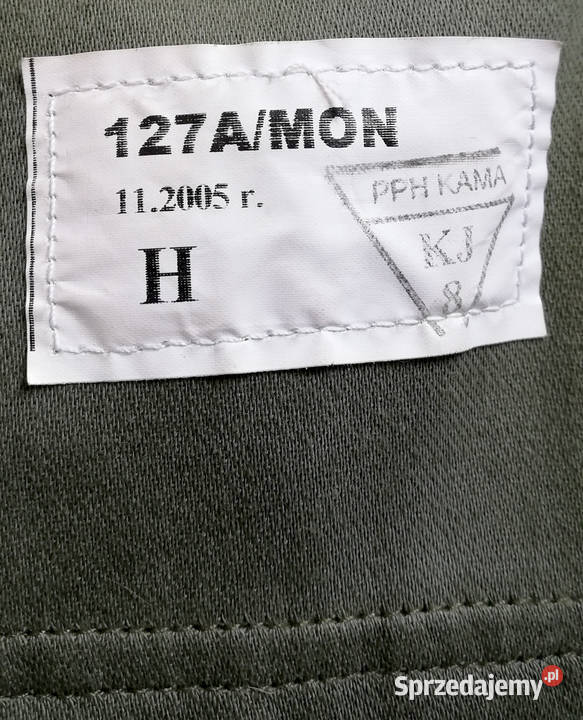 127A/MON
11.2005 r.
H
PPH KAMA
KJ
8
Sprzedajemy.pl